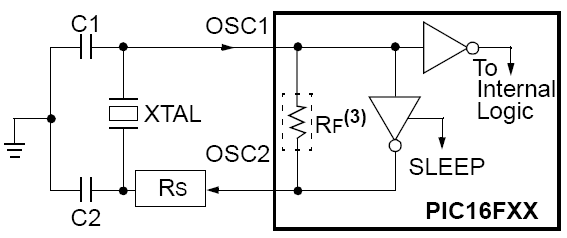 C1
OSC1
To
Internal
Logic
XTAL
RF(3)
OSC2
SLEEP
RS
C2
PIC16FXX